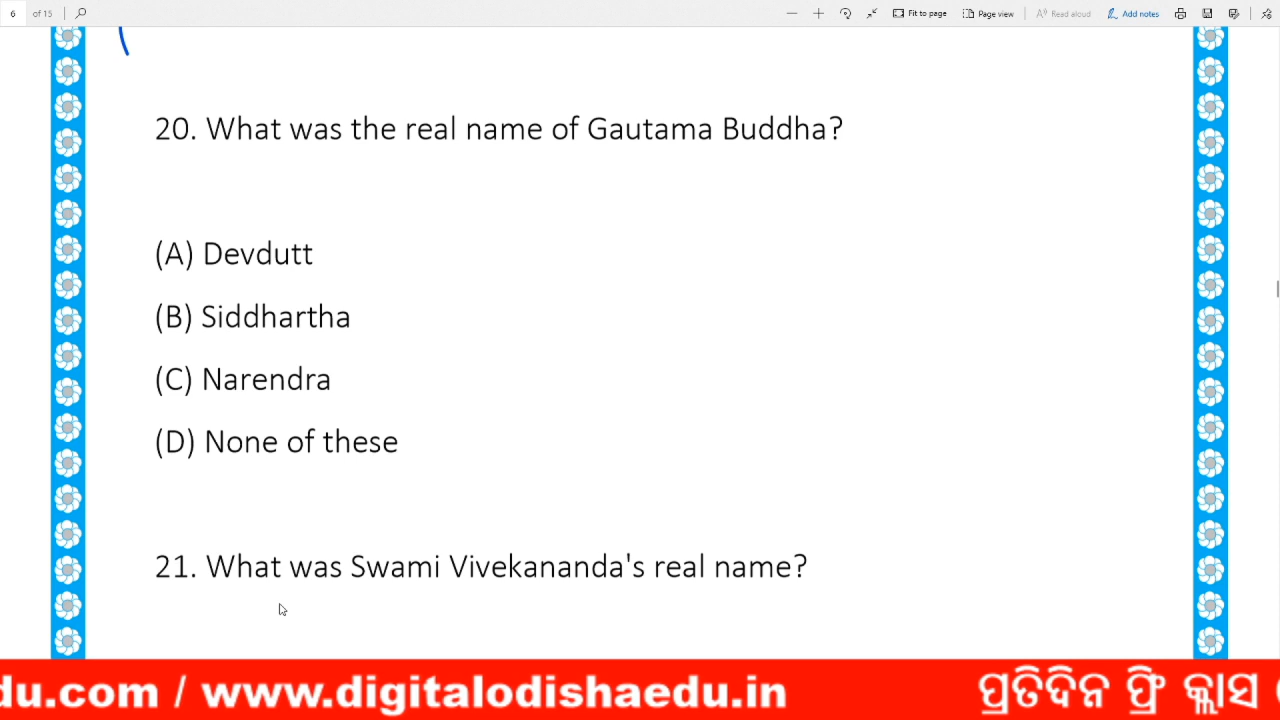 6 of 15 Fit to page Page view Read aloud Add notes
20. What was the real name of Gautama Buddha?
(A) Devdutt
(B) Siddhartha
(C) Narendra
(D) None of these
21. What was Swami Vivekananda's real name?
du.com / www.digitalodishaedu.in ପ୍ରତିଦିନ ଫ୍ରି କ୍ଲାସ